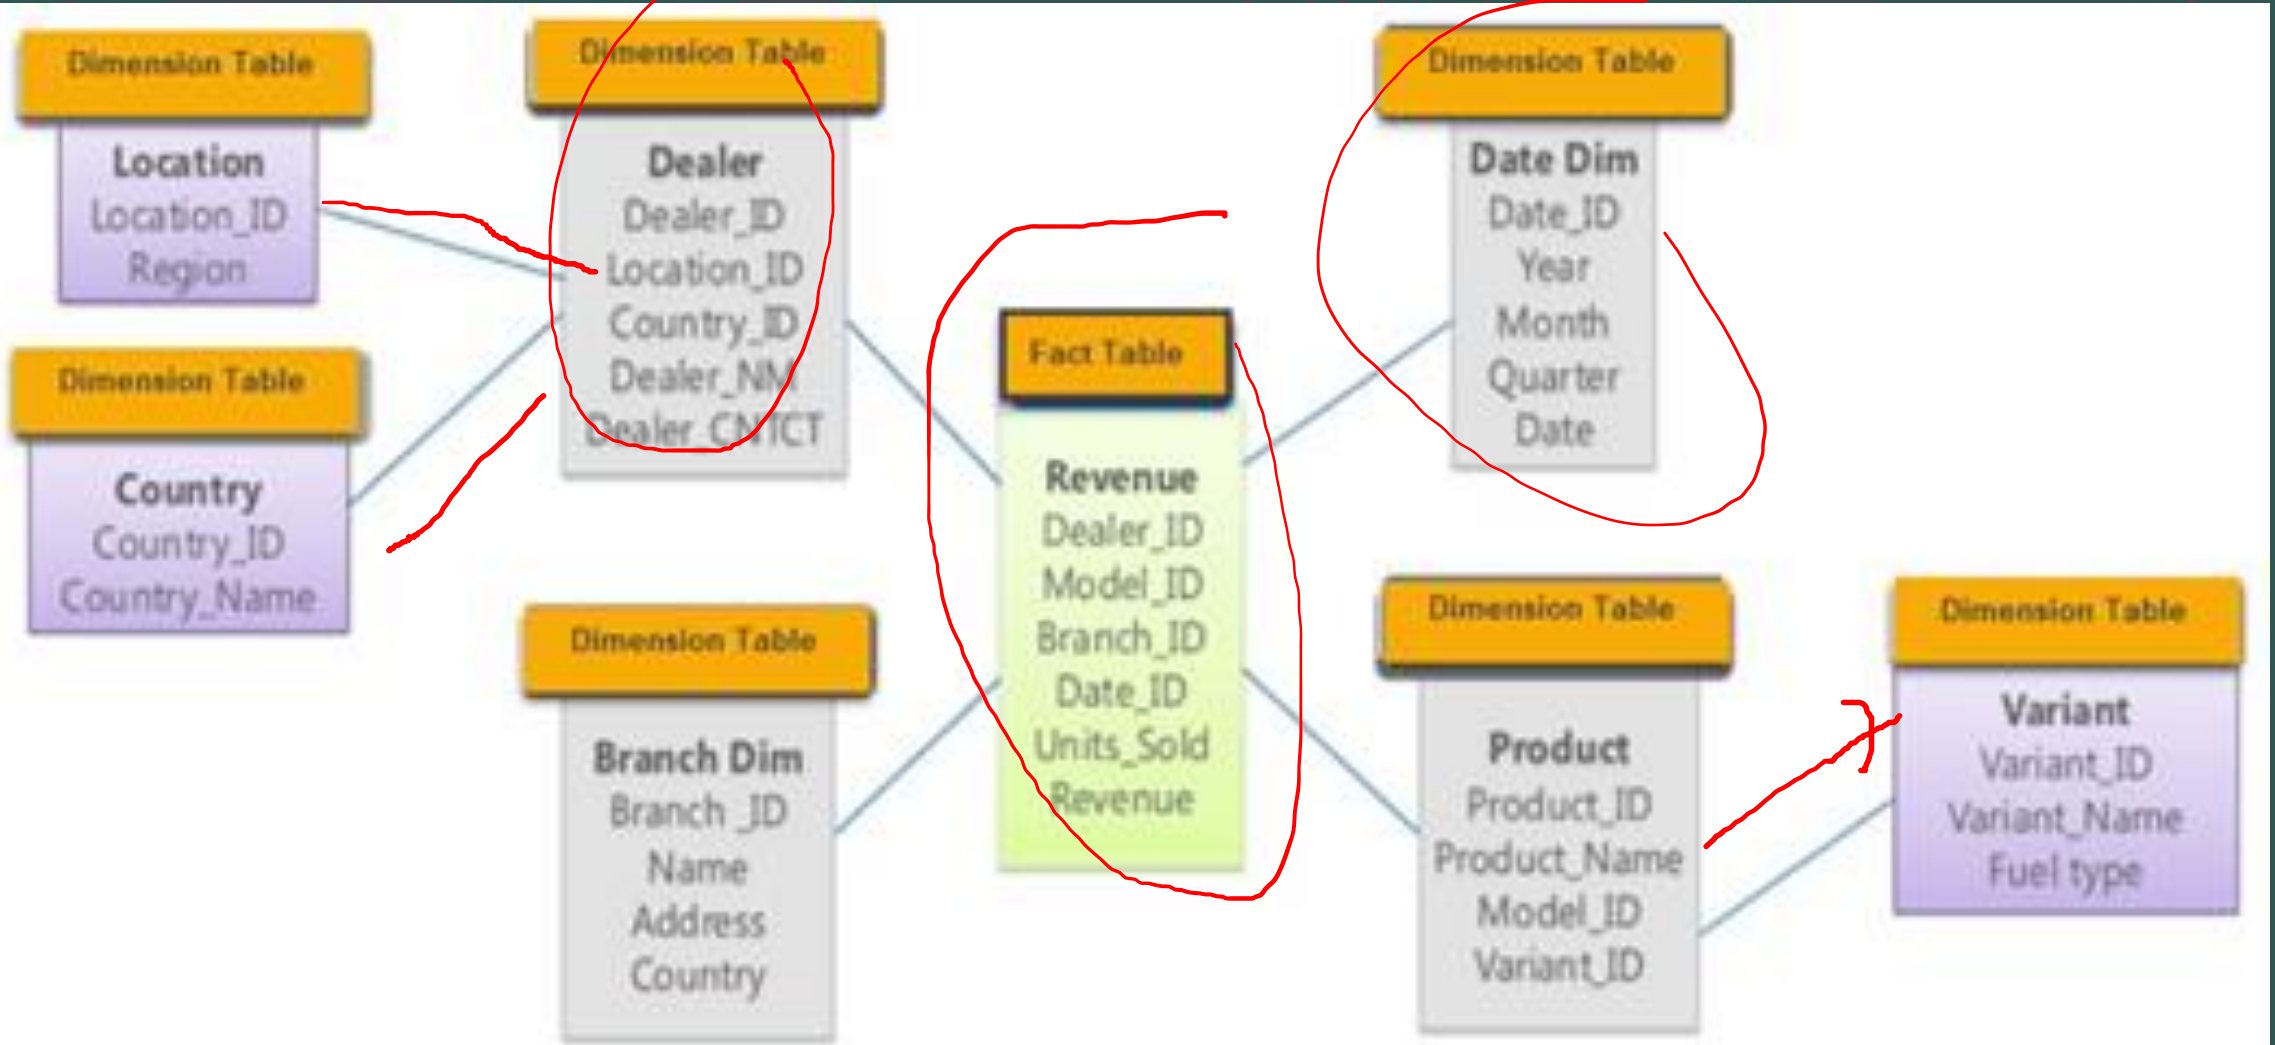 Dimension Table
Location
Location_ID
Region
Dimension Table
Country
Country_ID
Country_Name
Dimension Table
Dealer
Dealer_ID
Location_ID
Country_ID
Dealer_NM
Dealer_CNTCT
Dimension Table
Branch Dim
Branch _ID
Name
Address
Country
Fact Table
Revenue
Dealer_ID
Model_ID
Branch_ID
Date_ID
Units_Sold
Revenue
Dimension Table
Date Dim
Date_ID
Year
Month
Quarter
Date
Dimension Table
Product
Product_ID
Product_Name
Model_ID
Variant_ID
Dimension Table
Variant
Variant_ID
Variant_Name
Fuel type